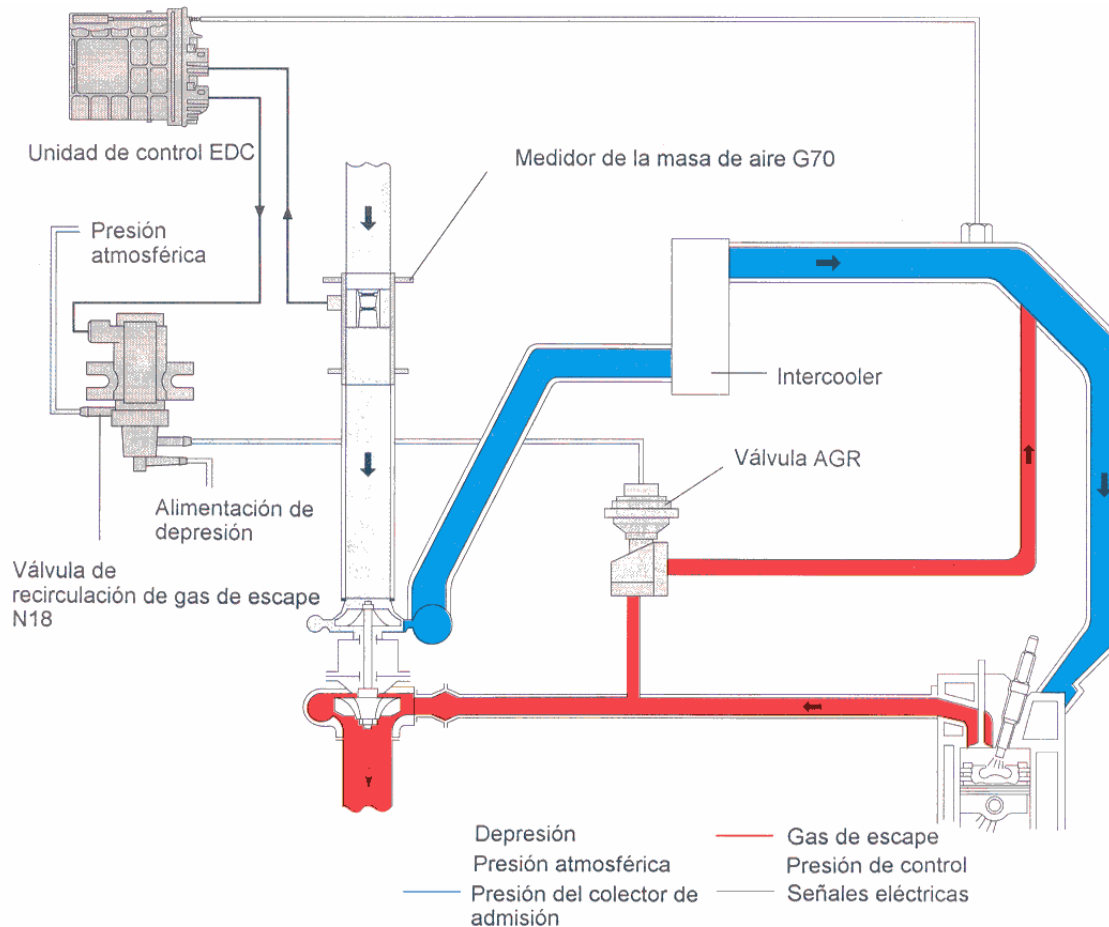 Unidad de control EDC
Medidor de la masa de aire G70
Presión
atmosférica
Intercooler
Válvula AGR
Alimentación de
depresión
Válvula de
recirculación de gas de escape
N18
Depresión
Presión atmosférica
Presión del colector de
admisión
Gas de escape
Presión de control
Señales eléctricas